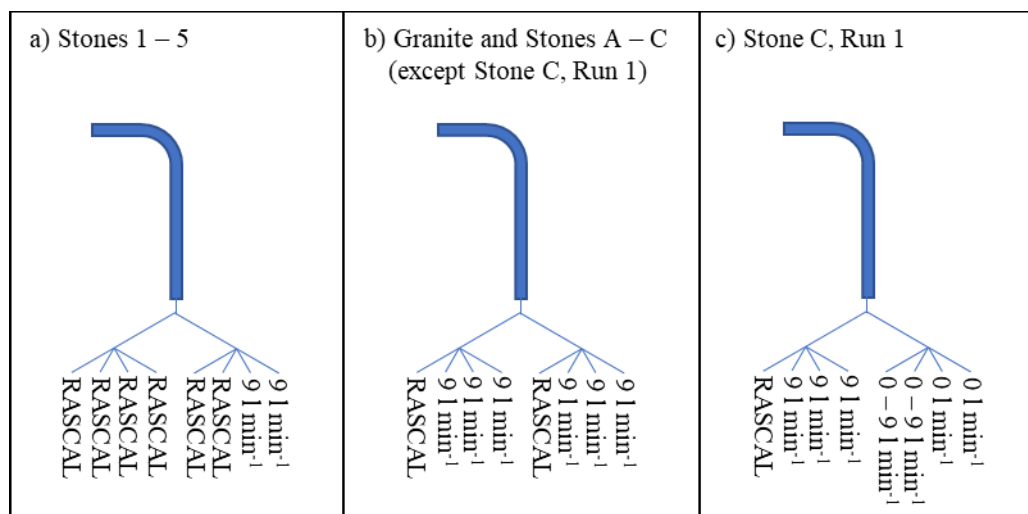 a) Stones 1 – 5
RASCAL
RASCAL
RASCAL
RASCAL
RASCAL
RASCAL
9 l min⁻¹
9 l min⁻¹
b) Granite and Stones A – C
(except Stone C, Run 1)
RASCAL
9 l min⁻¹
9 l min⁻¹
9 l min⁻¹
RASCAL
9 l min⁻¹
9 l min⁻¹
9 l min⁻¹
c) Stone C, Run 1
RASCAL
9 l min⁻¹
9 l min⁻¹
9 l min⁻¹
0 – 9 l min⁻¹
0 – 9 l min⁻¹
0 l min⁻¹
0 l min⁻¹